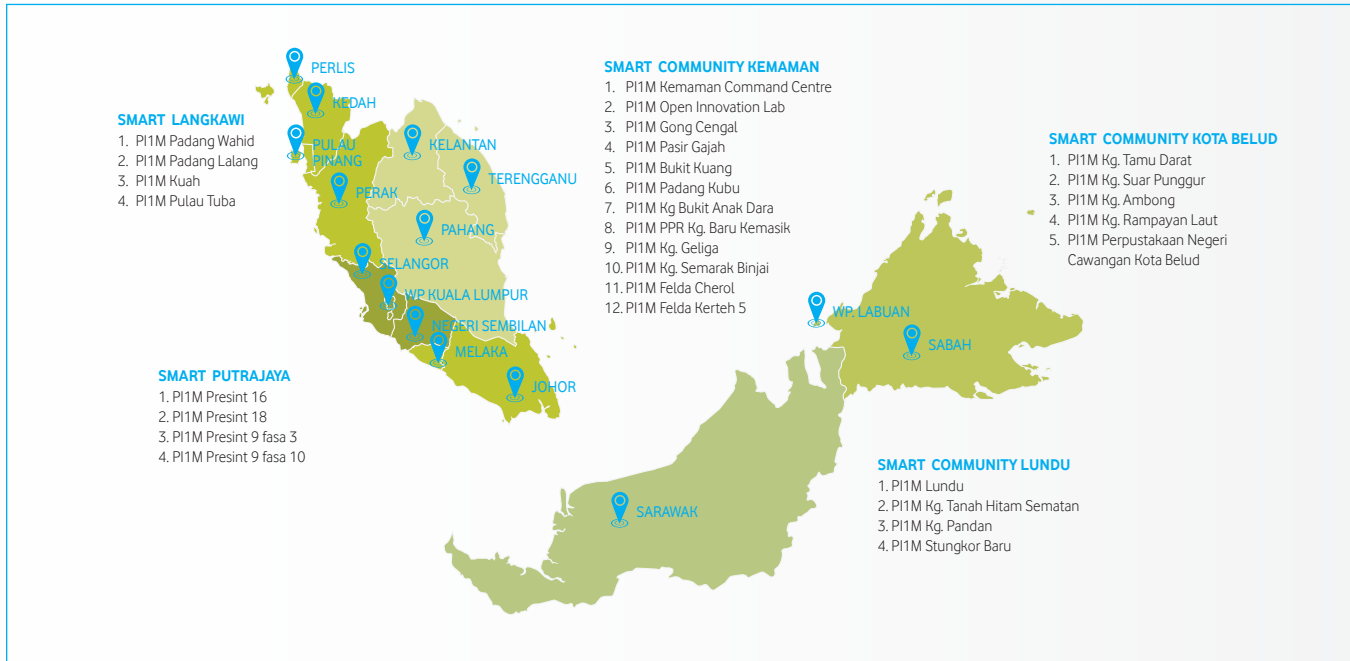 PERLIS
KEDAH
PULAU
PINANG
PERAK
KELANTAN
TERENGGANU
PAHANG
SELANGOR
WP KUALA LUMPUR
NEGERI SEMBILAN
MELAKA
JOHOR
SMART LANGKAWI
1. PI1M Padang Wahid
2. PI1M Padang Lalang
3. PI1M Kuah
4. PI1M Pulau Tuba
SMART PUTRAJAYA
1. PI1M Presint 16
2. PI1M Presint 18
3. PI1M Presint 9 fasa 3
4. PI1M Presint 9 fasa 10
SMART COMMUNITY KEMAMAN
1. PI1M Kemaman Command Centre
2. PI1M Open Innovation Lab
3. PI1M Gong Cengal
4. PI1M Pasir Gajah
5. PI1M Bukit Kuang
6. PI1M Padang Kubu
7. PI1M Kg Bukit Anak Dara
8. PI1M PPR Kg. Baru Kemasik
9. PI1M Kg. Geliga
10. PI1M Kg. Semarak Binjai
11. PI1M Felda Cherol
12. PI1M Felda Kerteh 5
SMART COMMUNITY KOTA BELUD
1. PI1M Kg. Tamu Darat
2. PI1M Kg. Suar Punggur
3. PI1M Kg. Ambong
4. PI1M Kg. Rampayan Laut
5. PI1M Perpustakaan Negeri
Cawangan Kota Belud
WP. LABUAN
SABAH
SARAWAK
SMART COMMUNITY LUNDU
1. PI1M Lundu
2. PI1M Kg. Tanah Hitam Sematan
3. PI1M Kg. Pandan
4. PI1M Stungkor Baru